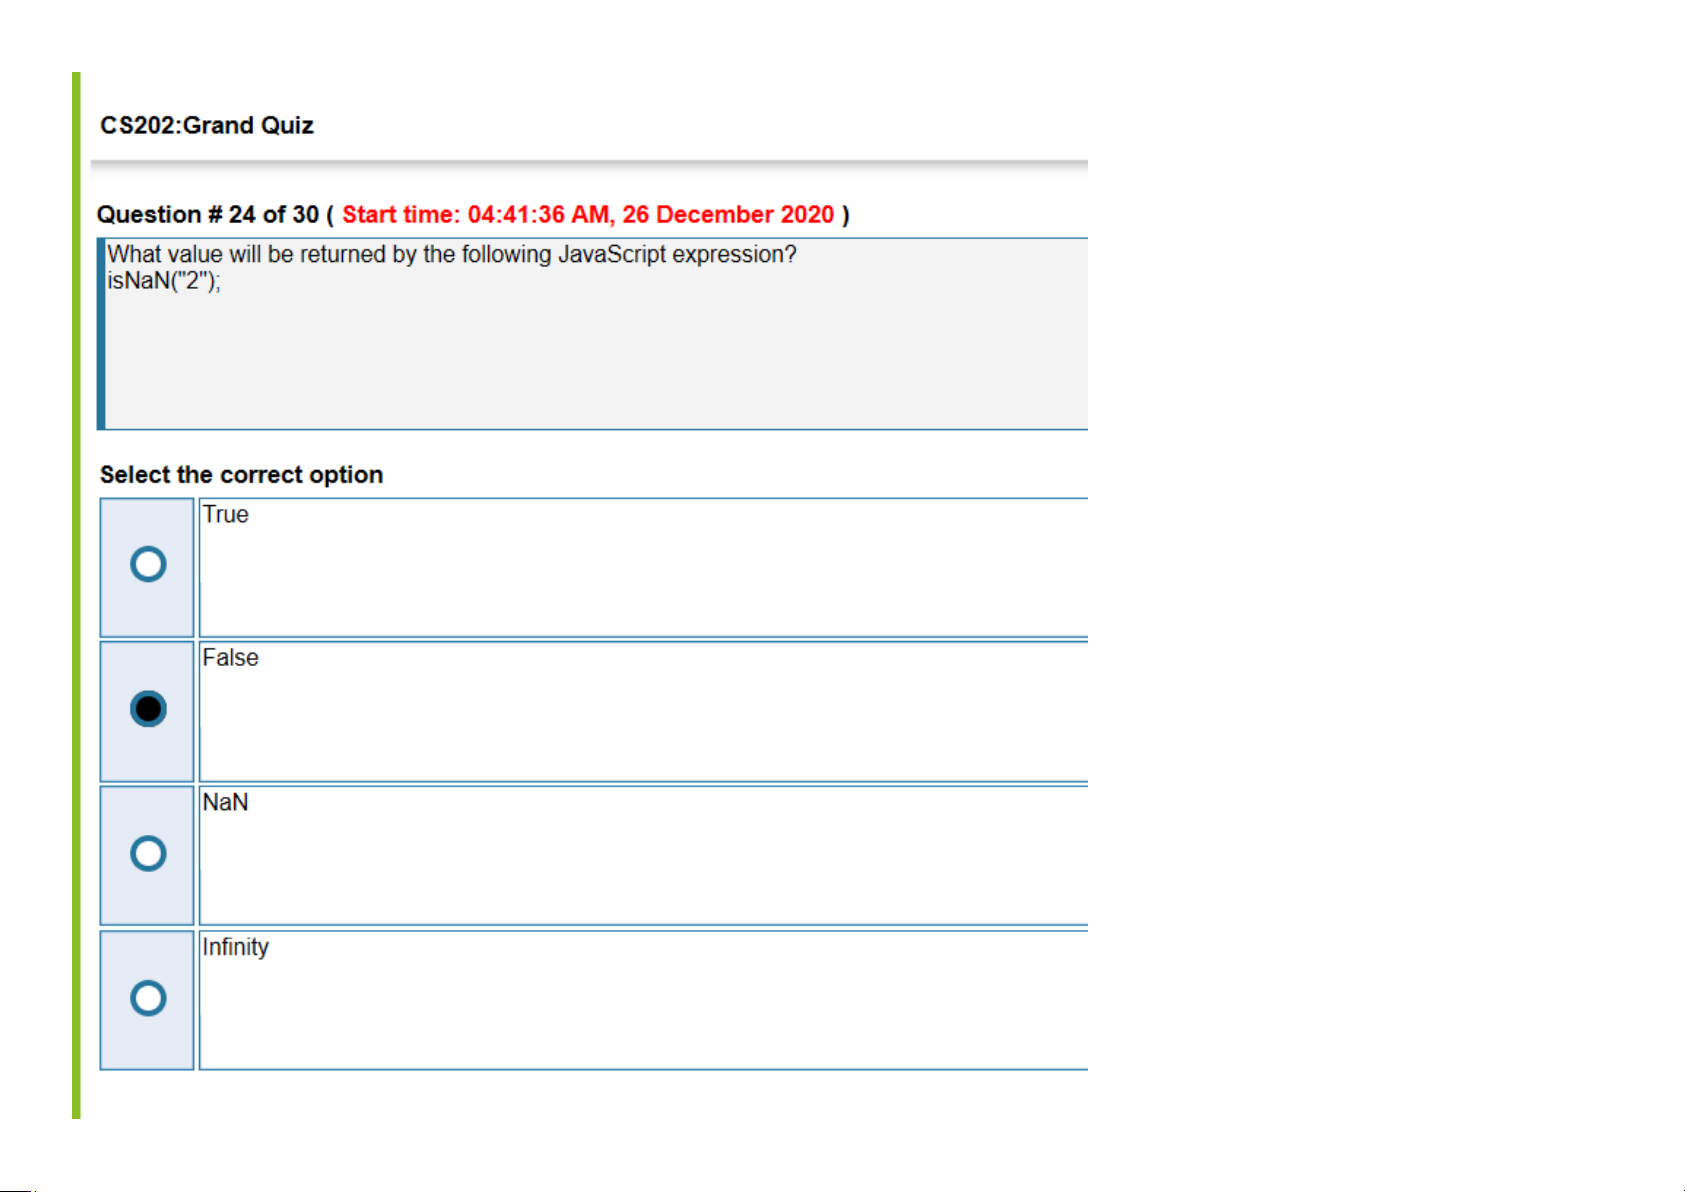 CS202:Grand Quiz
Question # 24 of 30 ( Start time: 04:41:36 AM, 26 December 2020 )
What value will be returned by the following JavaScript expression?
isNaN("2");
Select the correct option
True
False
NaN
Infinity